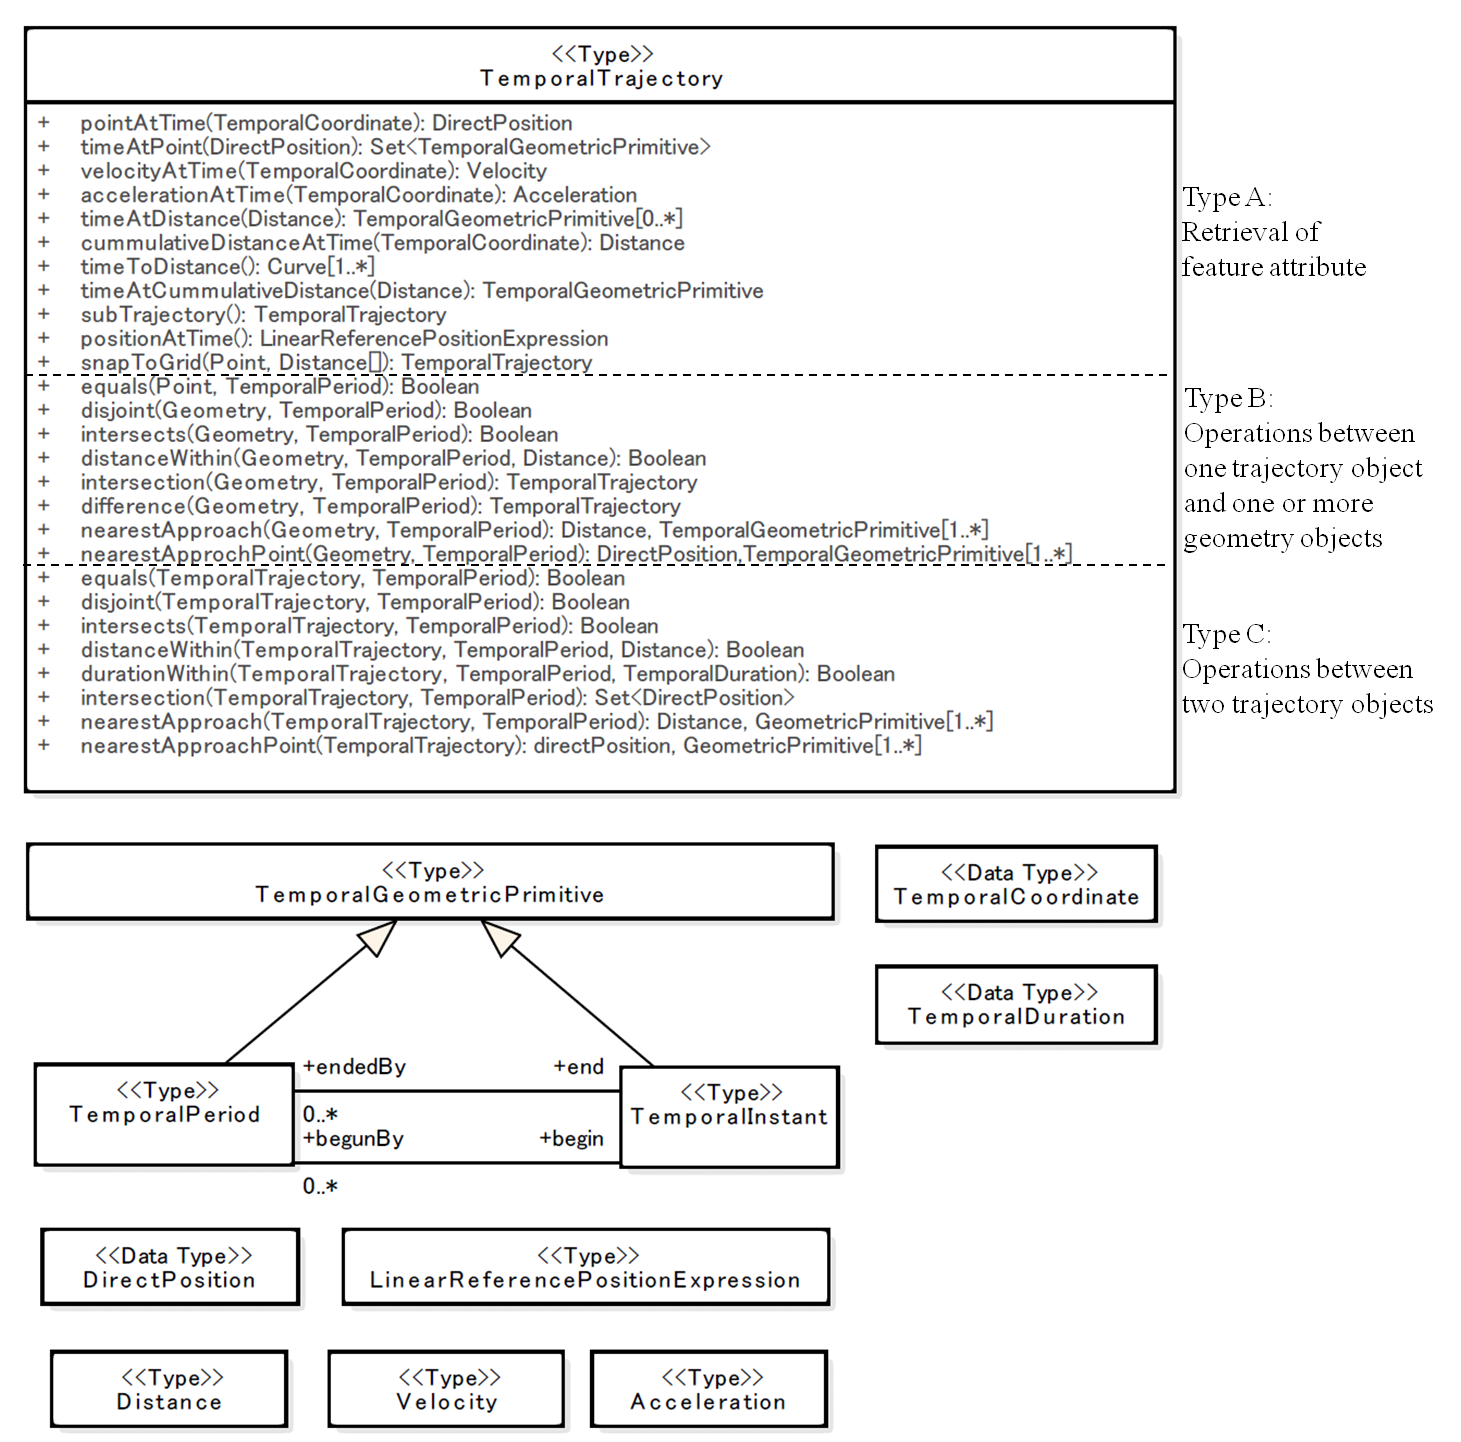 <<Type>>
TemporalTrajectory
+ pointAtTime(TemporalCoordinate): DirectPosition
+ timeAtPoint(DirectPosition): Set<TemporalGeometricPrimitive>
+ velocityAtTime(TemporalCoordinate): Velocity
+ accelerationAtTime(TemporalCoordinate): Acceleration
+ timeAtDistance(Distance): TemporalGeometricPrimitive[0..*]
+ cummulativeDistanceAtTime(TemporalCoordinate): Distance
+ timeToDistance(): Curve[1..*]
+ timeAtCummulativeDistance(Distance): TemporalGeometricPrimitive
+ subTrajectory(): TemporalTrajectory
+ positionAtTime(): LinearReferencePositionExpression
+ snapToGrid(Point, Distance[]): TemporalTrajectory
Type A:
Retrieval of
feature attribute
+ equals(Point, TemporalPeriod): Boolean
+ disjoint(Geometry, TemporalPeriod): Boolean
+ intersects(Geometry, TemporalPeriod): Boolean
+ distanceWithin(Geometry, TemporalPeriod, Distance): Boolean
+ intersection(Geometry, TemporalPeriod): TemporalTrajectory
+ difference(Geometry, TemporalPeriod): TemporalTrajectory
+ nearestApproach(Geometry, TemporalPeriod): Distance, TemporalGeometricPrimitive[1..*]
+ nearestApprochPoint(Geometry, TemporalPeriod): DirectPosition,TemporalGeometricPrimitive[1..*]
Type B:
Operations between
one trajectory object
and one or more
geometry objects
+ equals(TemporalTrajectory, TemporalPeriod): Boolean
+ disjoint(TemporalTrajectory, TemporalPeriod): Boolean
+ intersects(TemporalTrajectory, TemporalPeriod): Boolean
+ distanceWithin(TemporalTrajectory, TemporalPeriod, Distance): Boolean
+ durationWithin(TemporalTrajectory, TemporalPeriod, TemporalDuration): Boolean
+ intersection(TemporalTrajectory, TemporalPeriod): Set<DirectPosition>
+ nearestApproach(TemporalTrajectory, TemporalPeriod): Distance, GeometricPrimitive[1..*]
+ nearestApproachPoint(TemporalTrajectory): directPosition, GeometricPrimitive[1..*]
Type C:
Operations between
two trajectory objects
<<Type>>
TemporalGeometricPrimitive
<<Data Type>>
TemporalCoordinate
<<Data Type>>
TemporalDuration
<<Type>>
TemporalPeriod
+endedBy +end
0..*
+begunBy +begin
0..*
<<Type>>
TemporalInstant
<<Data Type>>
DirectPosition
<<Type>>
LinearReferencePositionExpression
<<Type>>
Distance
<<Type>>
Velocity
<<Type>>
Acceleration